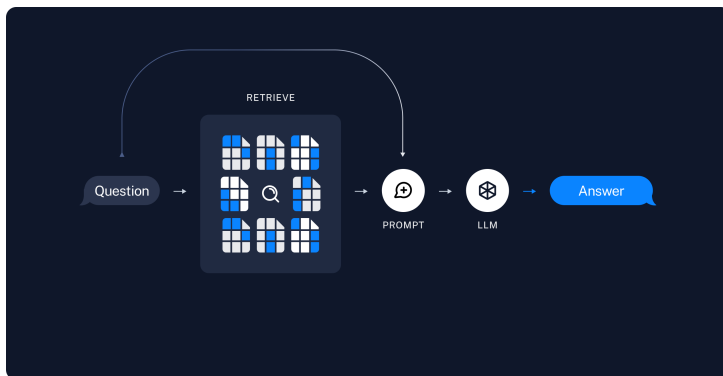 RETRIEVE
Question
PROMPT
LLM
Answer